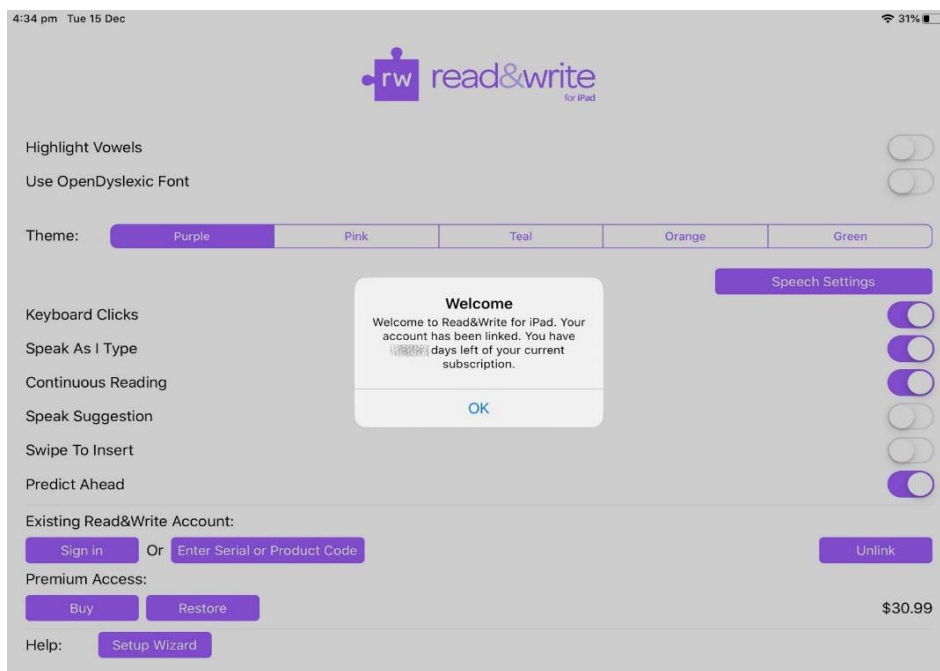 4:34 pm Tue 15 Dec
31%
rw read&write
for iPad
Highlight Vowels
Use OpenDyslexic Font
Theme: Purple Pink Teal Orange Green
Speech Settings
Welcome
Welcome to Read&Write for iPad. Your
account has been linked. You have
days left of your current
subscription.
OK
Keyboard Clicks
Speak As I Type
Continuous Reading
Speak Suggestion
Swipe To Insert
Predict Ahead
Existing Read&Write Account:
Sign in Or Enter Serial or Product Code Unlink
Premium Access:
Buy Restore $30.99
Help: Setup Wizard